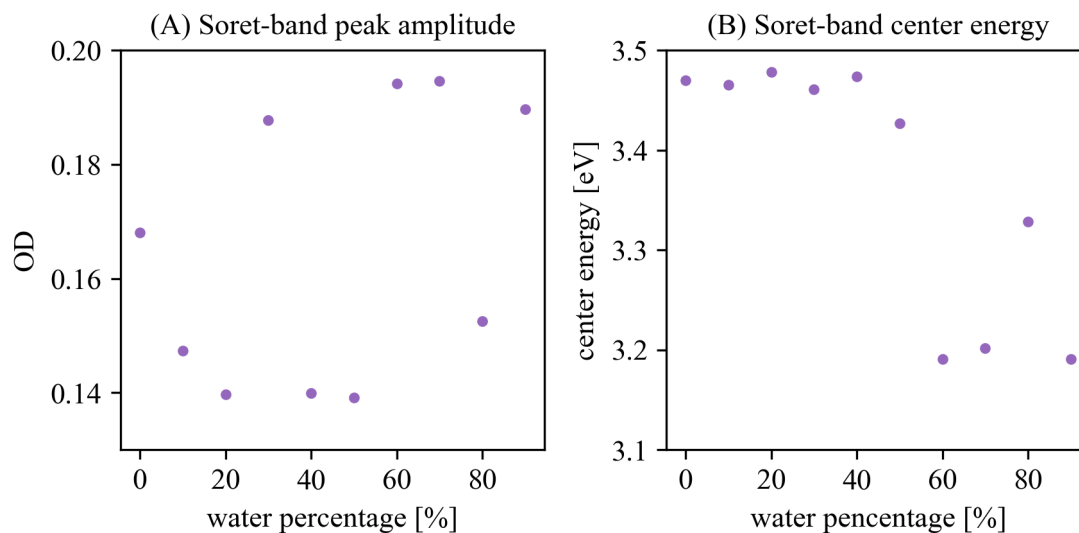 (A) Soret-band peak amplitude
0.20
0.18
0.16
0.14
OD
0 20 40 60 80
water percentage [%]
(B) Soret-band center energy
3.5
3.4
3.3
3.2
3.1
center energy [eV]
0 20 40 60 80
water pencentage [%]